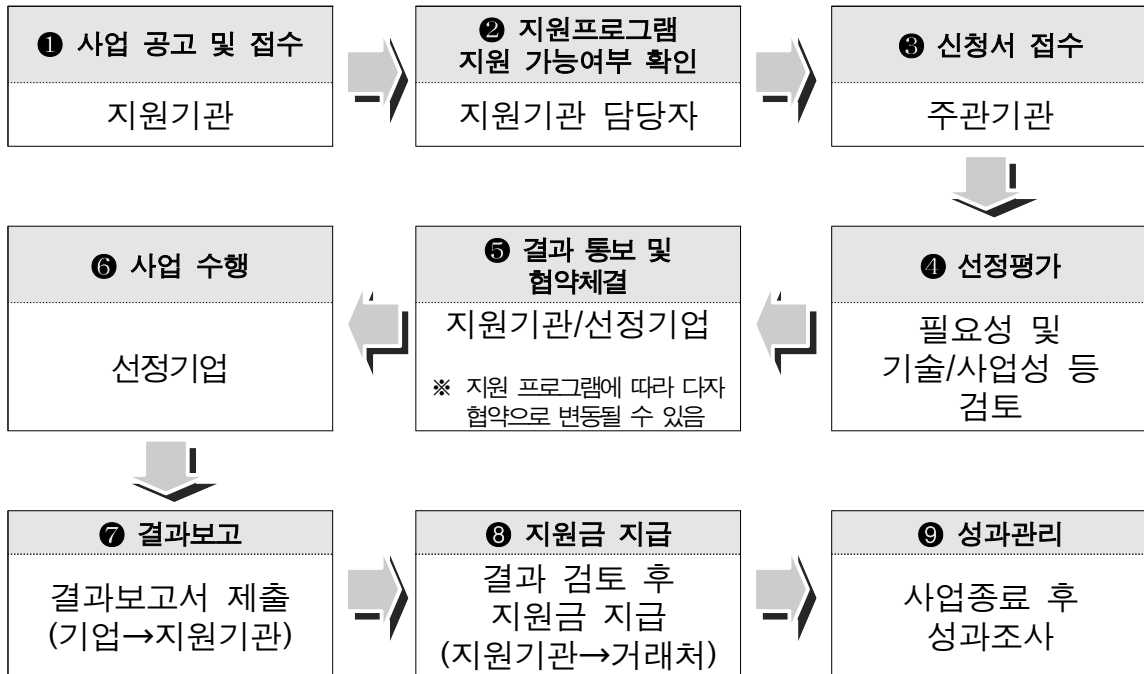 ❶ 사업 공고 및 접수
지원기관
❷ 지원프로그램
지원 가능여부 확인
지원기관 담당자
❸ 신청서 접수
주관기관
❹ 선정평가
필요성 및
기술/사업성 등
검토
❺ 결과 통보 및
협약체결
지원기관/선정기업
※ 지원 프로그램에 따라 다자
협약으로 변동될 수 있음
❻ 사업 수행
선정기업
❼ 결과보고
결과보고서 제출
(기업→지원기관)
❽ 지원금 지급
결과 검토 후
지원금 지급
(지원기관→거래처)
❾ 성과관리
사업종료 후
성과조사